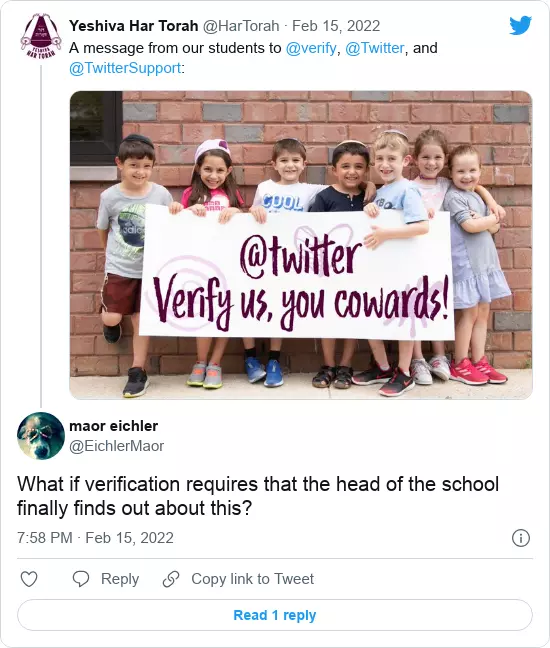 Yeshiva Har Torah @HarTorah · Feb 15, 2022
A message from our students to @verify, @Twitter, and
@TwitterSupport:
YESHIVA
HAR TORAH
COOL
@twitter
Verify us, you cowards!
maor eichler
@EichlerMaor
What if verification requires that the head of the school
finally finds out about this?
7:58 PM · Feb 15, 2022
Reply
Copy link to Tweet
Read 1 reply